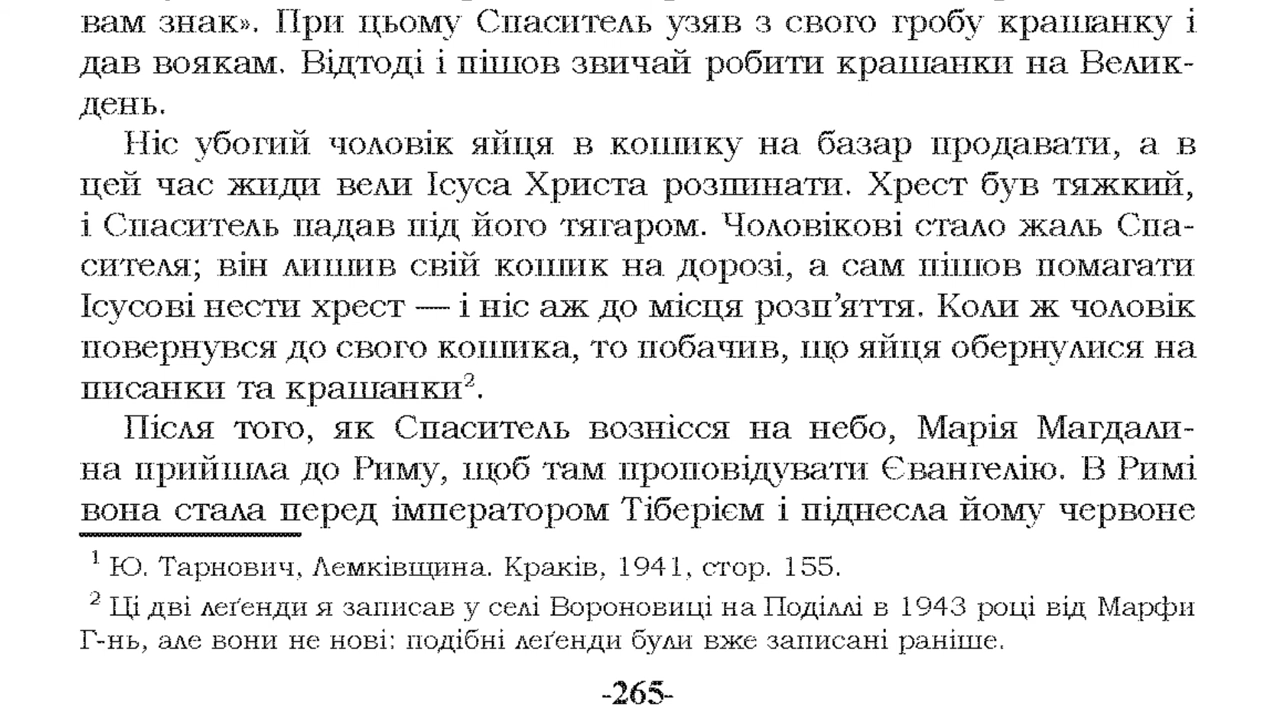 вам знак». При цьому Спаситель узяв з свого гробу крашанку і
дав воякам. Відтоді і пішов звичай робити крашанки на Велик-
день.
Ніс убогий чоловік яйця в кошику на базар продавати, а в
цей час жиди вели Ісуса Христа розпинати. Хрест був тяжкий,
і Спаситель падав під його тягаром. Чоловікові стало жаль Спа-
сителя; він лишив свій кошик на дорозі, а сам пішов помагати
Ісусові нести хрест — і ніс аж до місця розп’яття. Коли ж чоловік
повернувся до свого кошика, то побачив, що яйця обернулися на
писанки та крашанки².
Після того, як Спаситель вознісся на небо, Марія Магдали-
на прийшла до Риму, щоб там проповідувати Євангелію. В Римі
вона стала перед імператором Тіберієм і піднесла йому червоне
¹ Ю. Тарнович, Лемківщина. Краків, 1941, стор. 155.
² Ці дві леґенди я записав у селі Вороновиці на Поділлі в 1943 році від Марфи
Г-нь, але вони не нові: подібні леґенди були вже записані раніше.
-265-